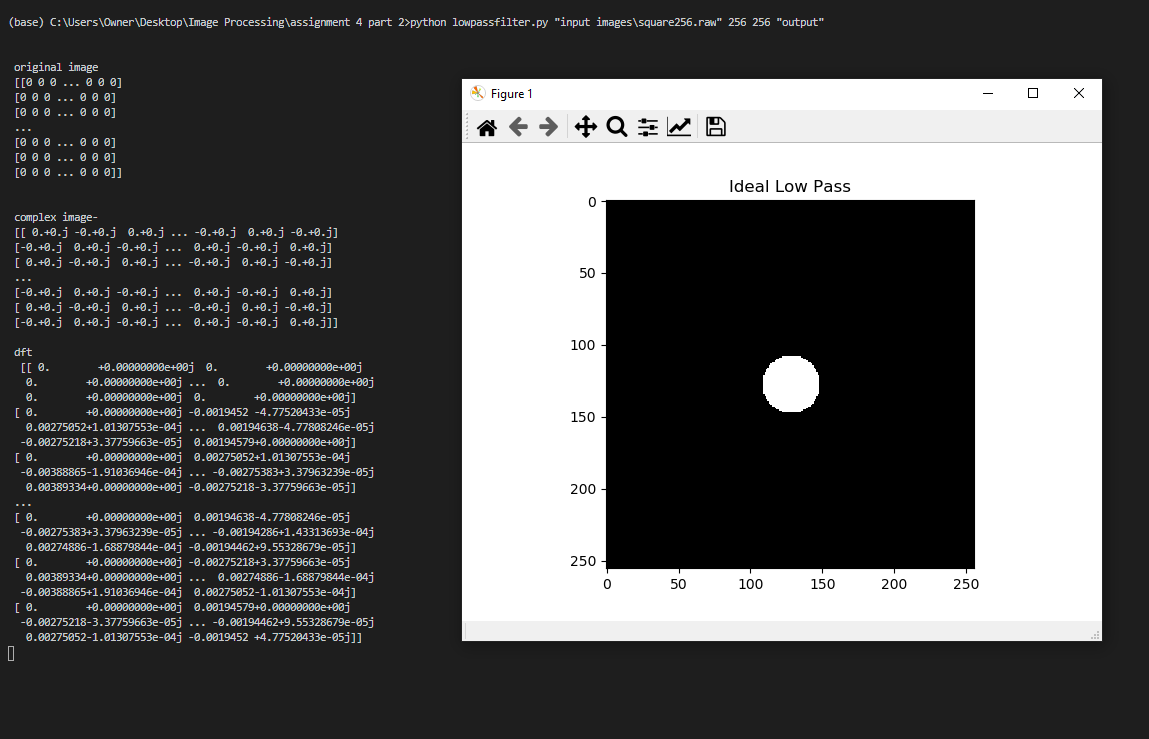 (base) C:\Users\Owner\Desktop\Image Processing\assignment 4 part 2>python lowpassfilter.py "input images\square256.raw" 256 256 "output"
original image
[[0 0 0 ... 0 0 0]
[0 0 0 ... 0 0 0]
[0 0 0 ... 0 0 0]
...
[0 0 0 ... 0 0 0]
[0 0 0 ... 0 0 0]
[0 0 0 ... 0 0 0]]
complex image-
[[ 0.+0.j -0.+0.j  0.+0.j ... -0.+0.j  0.+0.j -0.+0.j]
[-0.+0.j  0.+0.j -0.+0.j ...  0.+0.j -0.+0.j  0.+0.j]
[ 0.+0.j -0.+0.j  0.+0.j ... -0.+0.j  0.+0.j -0.+0.j]
...
[-0.+0.j  0.+0.j -0.+0.j ...  0.+0.j -0.+0.j  0.+0.j]
[ 0.+0.j -0.+0.j  0.+0.j ... -0.+0.j  0.+0.j -0.+0.j]
[-0.+0.j  0.+0.j -0.+0.j ...  0.+0.j -0.+0.j  0.+0.j]]
dft
[[ 0.        +0.00000000e+00j  0.        +0.00000000e+00j
0.        +0.00000000e+00j ...  0.        +0.00000000e+00j
0.        +0.00000000e+00j  0.        +0.00000000e+00j]
[ 0.        +0.00000000e+00j -0.0019452 -4.77520433e-05j
0.00275052+1.01307553e-04j ...  0.00194638-4.77808246e-05j
-0.00275218+3.37759663e-05j  0.00194579+0.00000000e+00j]
[ 0.        +0.00000000e+00j  0.00275052+1.01307553e-04j
-0.00388865-1.91036946e-04j ... -0.00275383+3.37963239e-05j
0.00389334+0.00000000e+00j -0.00275218-3.37759663e-05j]
...
[ 0.        +0.00000000e+00j  0.00194638-4.77808246e-05j
-0.00275383+3.37963239e-05j ... -0.00194286+1.43313693e-04j
0.00274886-1.68879844e-04j -0.00194462+9.55328679e-05j]
[ 0.        +0.00000000e+00j -0.00275218+3.37759663e-05j
0.00389334+0.00000000e+00j ...  0.00274886-1.68879844e-04j
-0.00388865+1.91036946e-04j  0.00275052-1.01307553e-04j]
[ 0.        +0.00000000e+00j  0.00194579+0.00000000e+00j
-0.00275218-3.37759663e-05j ... -0.00194462+9.55328679e-05j
0.00275052-1.01307553e-04j -0.0019452 +4.77520433e-05j]]
Figure 1
Ideal Low Pass
0
50
100
150
200
250
0 50 100 150 200 250